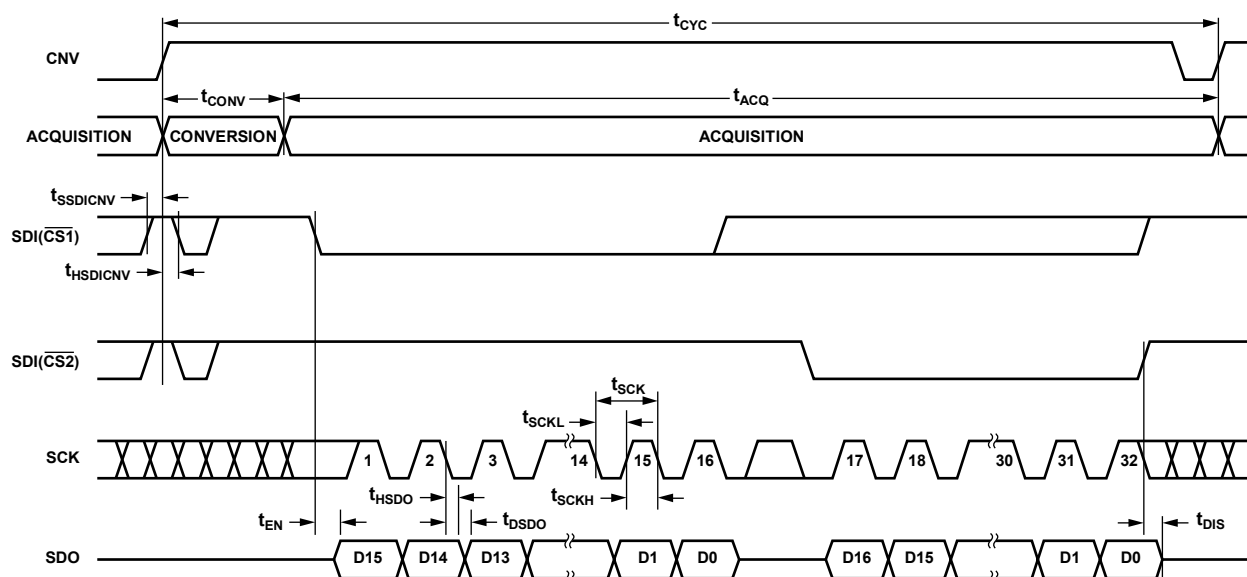 tCYC
CNV
tCONV
tACQ
ACQUISITION
CONVERSION
ACQUISITION
tSSDICNV
SDI(CS1)
tHSDICNV
SDI(CS2)
tSCK
tSCKL
SCK
1 2 3 14 15 16 17 18 30 31 32
tHSDO
tSCKH
tEN
tDSDO
tDIS
SDO
D15 D14 D13 D1 D0 D16 D15 D1 D0